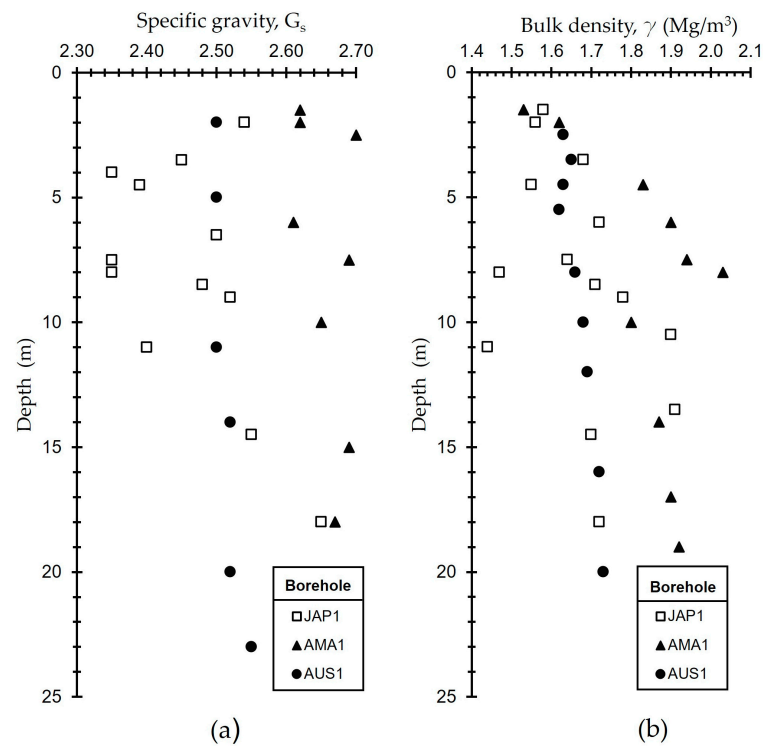 Specific gravity, Gs
2.30 2.40 2.50 2.60 2.70
0
5
10
15
20
25
Depth (m)
Borehole
JAP1
AMA1
AUS1
(a)
Bulk density, γ (Mg/m³)
1.4 1.5 1.6 1.7 1.8 1.9 2.0 2.1
0
5
10
15
20
25
Depth (m)
Borehole
JAP1
AMA1
AUS1
(b)